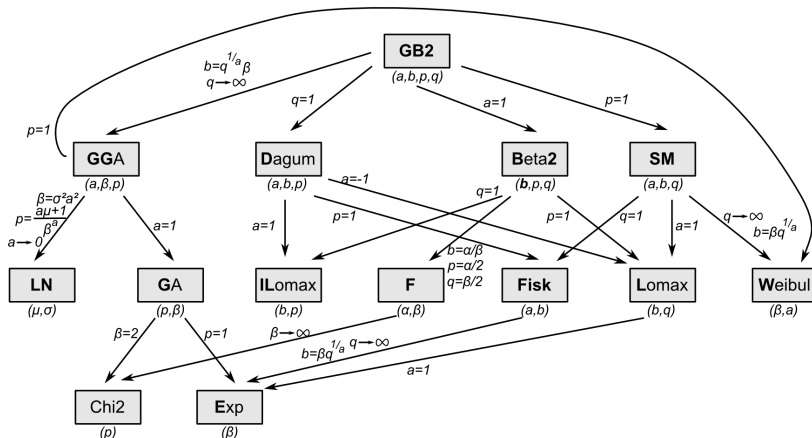 GB2
(a,b,p,q)
b=q^{1/a}β
q→∞
q=1
a=1
p=1
p=1
GGA
(a,β,p)
Dagum
(a,b,p)
Beta2
(b,p,q)
SM
(a,b,q)
β=σ²a²
p=\frac{aμ+1}{β^a}
a→0
a=1
a=1
p=1
a=-1
q=1
b=α/β
p=α/2
q=β/2
p=1
q=1
a=1
q→∞
b=βq^{1/a}
LN
(μ,σ)
GA
(p,β)
ILomax
(b,p)
F
(α,β)
Fisk
(a,b)
Lomax
(b,q)
Weibul
(β,a)
β=2
p=1
β→∞
b=βq^{1/a} q→∞
a=1
Chi2
(p)
Exp
(β)